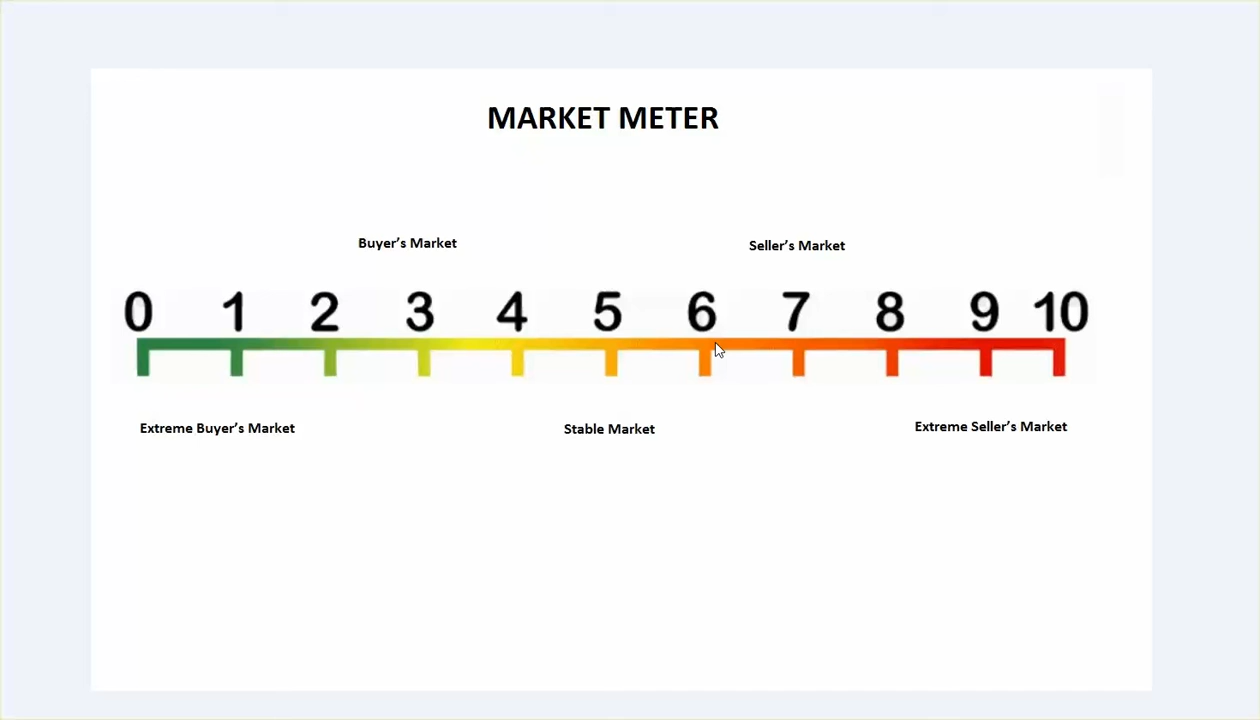 MARKET METER
Buyer’s Market
Seller’s Market
0 1 2 3 4 5 6 7 8 9 10
Extreme Buyer’s Market
Stable Market
Extreme Seller’s Market